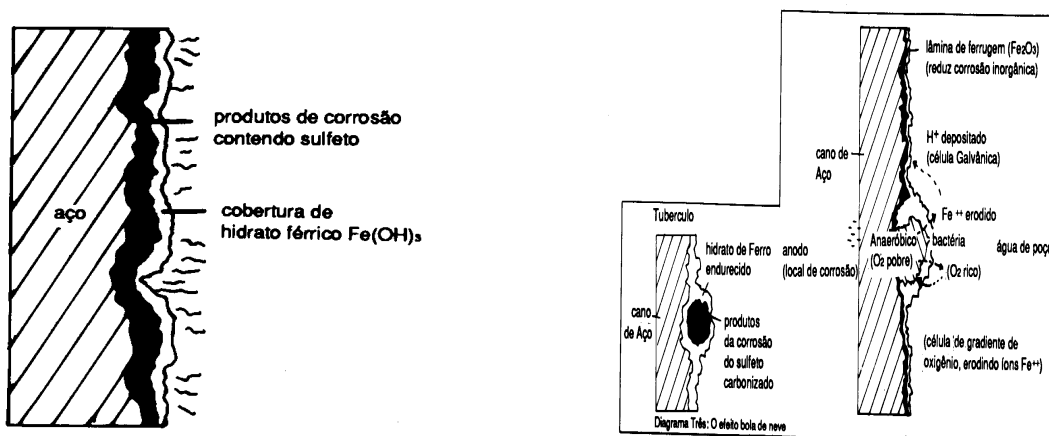 produtos de corrosão
contendo sulfeto
aço
cobertura de
hidrato férrico Fe(OH)₃
Tuberculo
hidrato de Ferro
endurecido
cano
de Aço
produtos
da corrosão
do sulfeto
carbonizado
Diagrama Três: O efeito bola de neve
lâmina de ferrugem (Fe₂O₃)
(reduz corrosão inorgânica)
cano de
Aço
H⁺ depositado
(célula Galvânica)
Fe ⁺⁺ erodido
anodo
(local de corrosão)
Anaeróbico
(O₂ pobre)
bactéria
água de poço
(O₂ rico)
(célula de gradiente de
oxigênio, erodindo íons Fe⁺⁺)